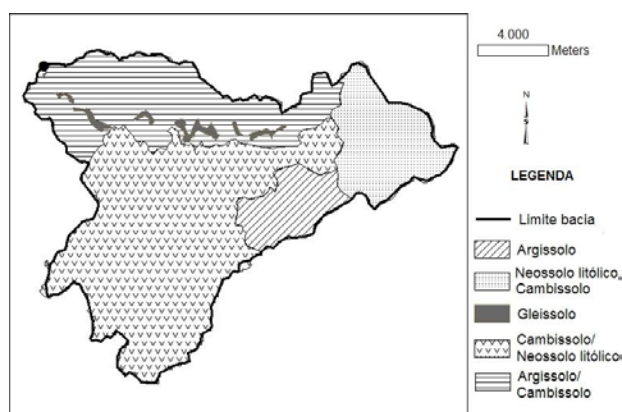 4.000
Meters
N
LEGENDA
Limite bacia
Argissolo
Neossolo litólico,
Cambissolo
Gleissolo
Cambissolo/
Neossolo litólico
Argissolo/
Cambissolo